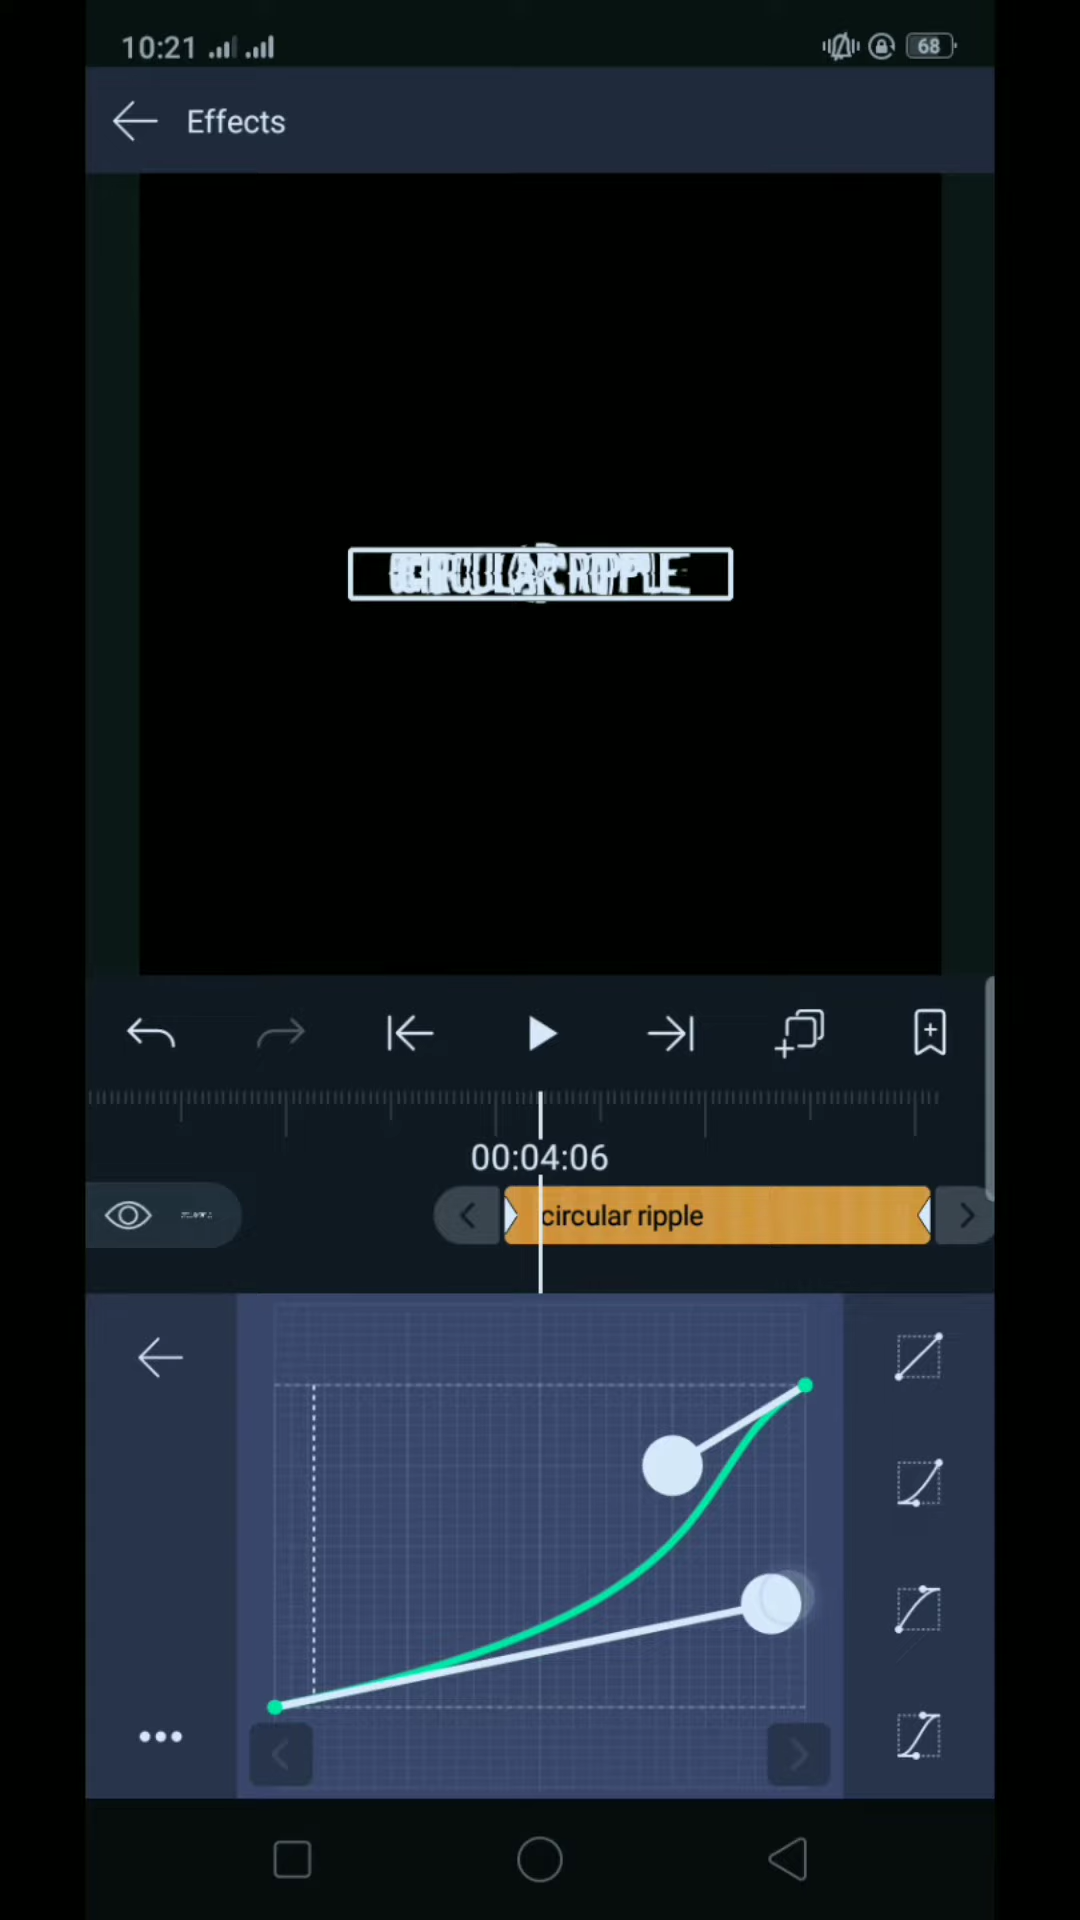 10:21 68
Effects
CIRCULAR RIPPLE
00:04:06
circular ripple